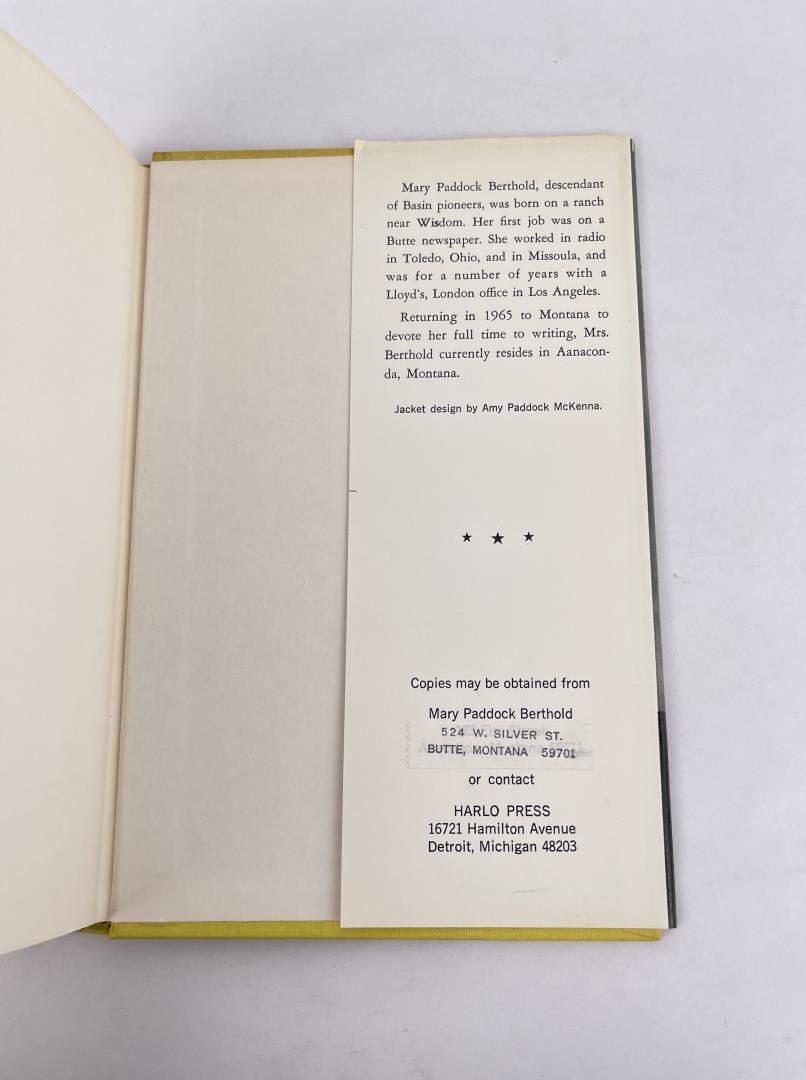 Mary Paddock Berthold, descendant
of Basin pioneers, was born on a ranch
near Wisdom. Her first job was on a
Butte newspaper. She worked in radio
in Toledo, Ohio, and in Missoula, and
was for a number of years with a
Lloyd's, London office in Los Angeles.
Returning in 1965 to Montana to
devote her full time to writing, Mrs.
Berthold currently resides in Aanacon-
da, Montana.
Jacket design by Amy Paddock McKenna.
★ ★ ★
Copies may be obtained from
Mary Paddock Berthold
524 W. SILVER ST.
BUTTE, MONTANA 59701
or contact
HARLO PRESS
16721 Hamilton Avenue
Detroit, Michigan 48203